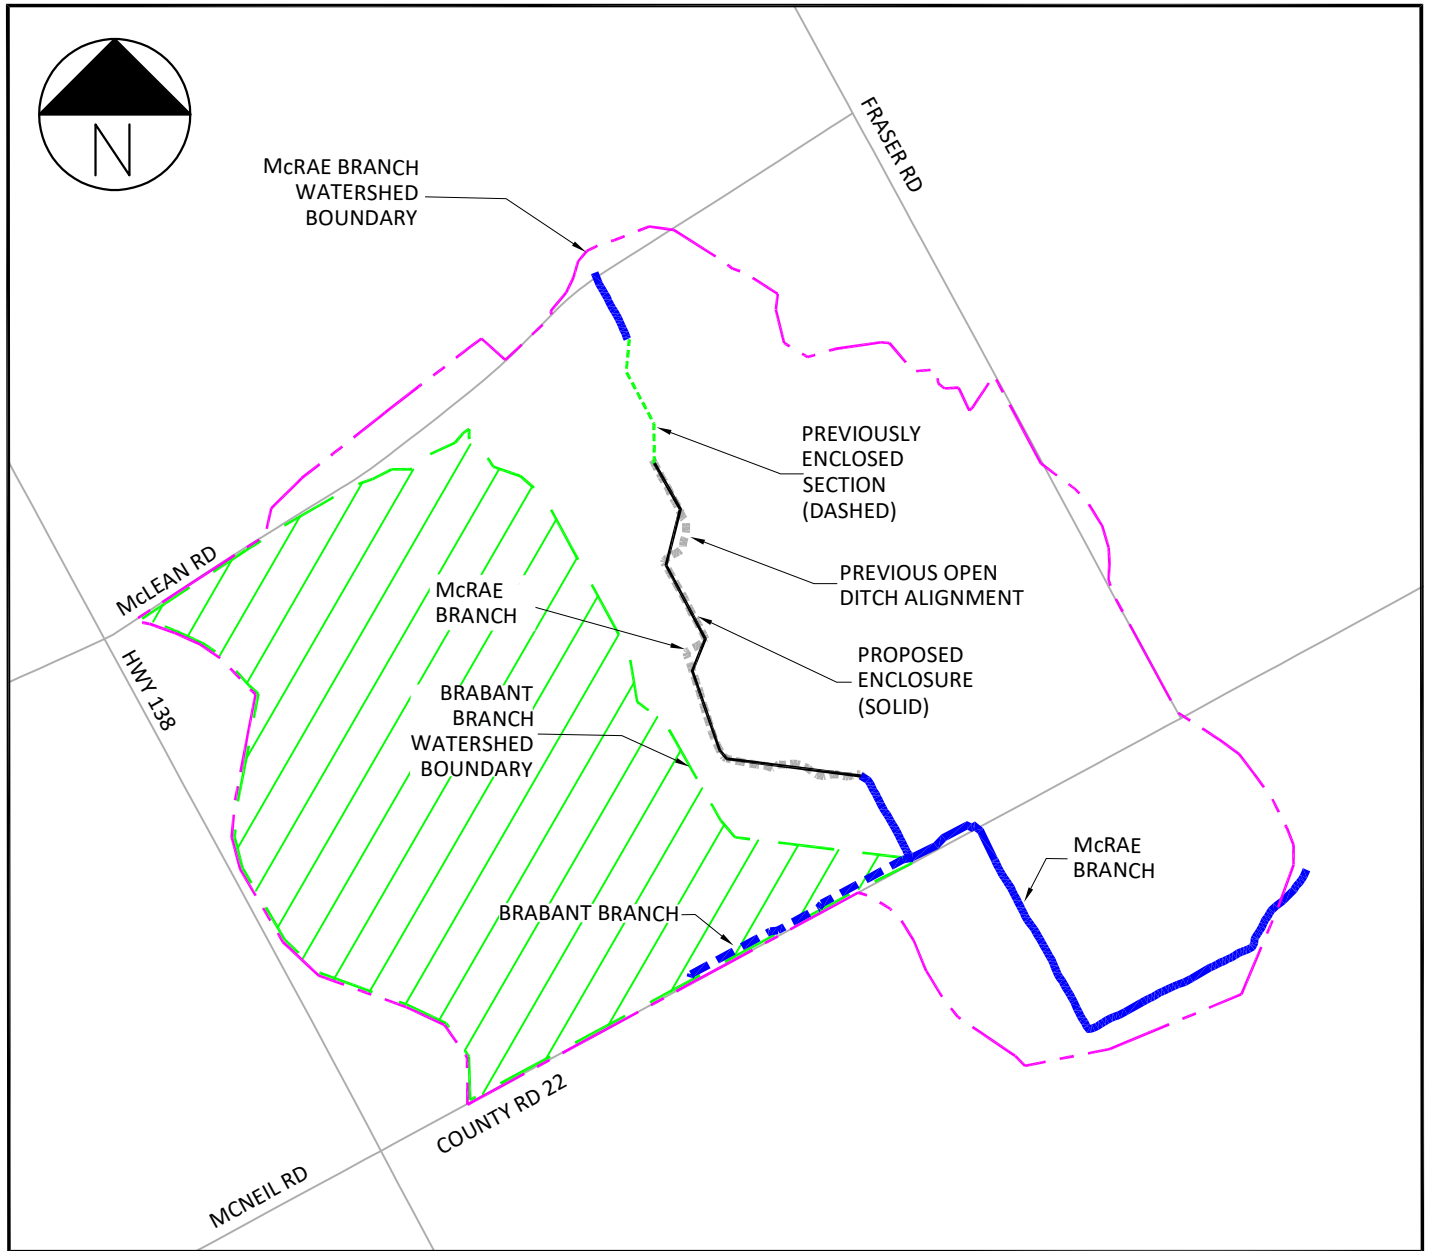 N
FRASER RD
McRAE BRANCH
WATERSHED
BOUNDARY
PREVIOUSLY
ENCLOSED
SECTION
(DASHED)
McLEAN RD
PREVIOUS OPEN
DITCH ALIGNMENT
McRAE
BRANCH
HWY 138
PROPOSED
ENCLOSURE
(SOLID)
BRABANT
BRANCH
WATERSHED
BOUNDARY
McRAE
BRANCH
BRABANT BRANCH
COUNTY RD 22
MCNEIL RD